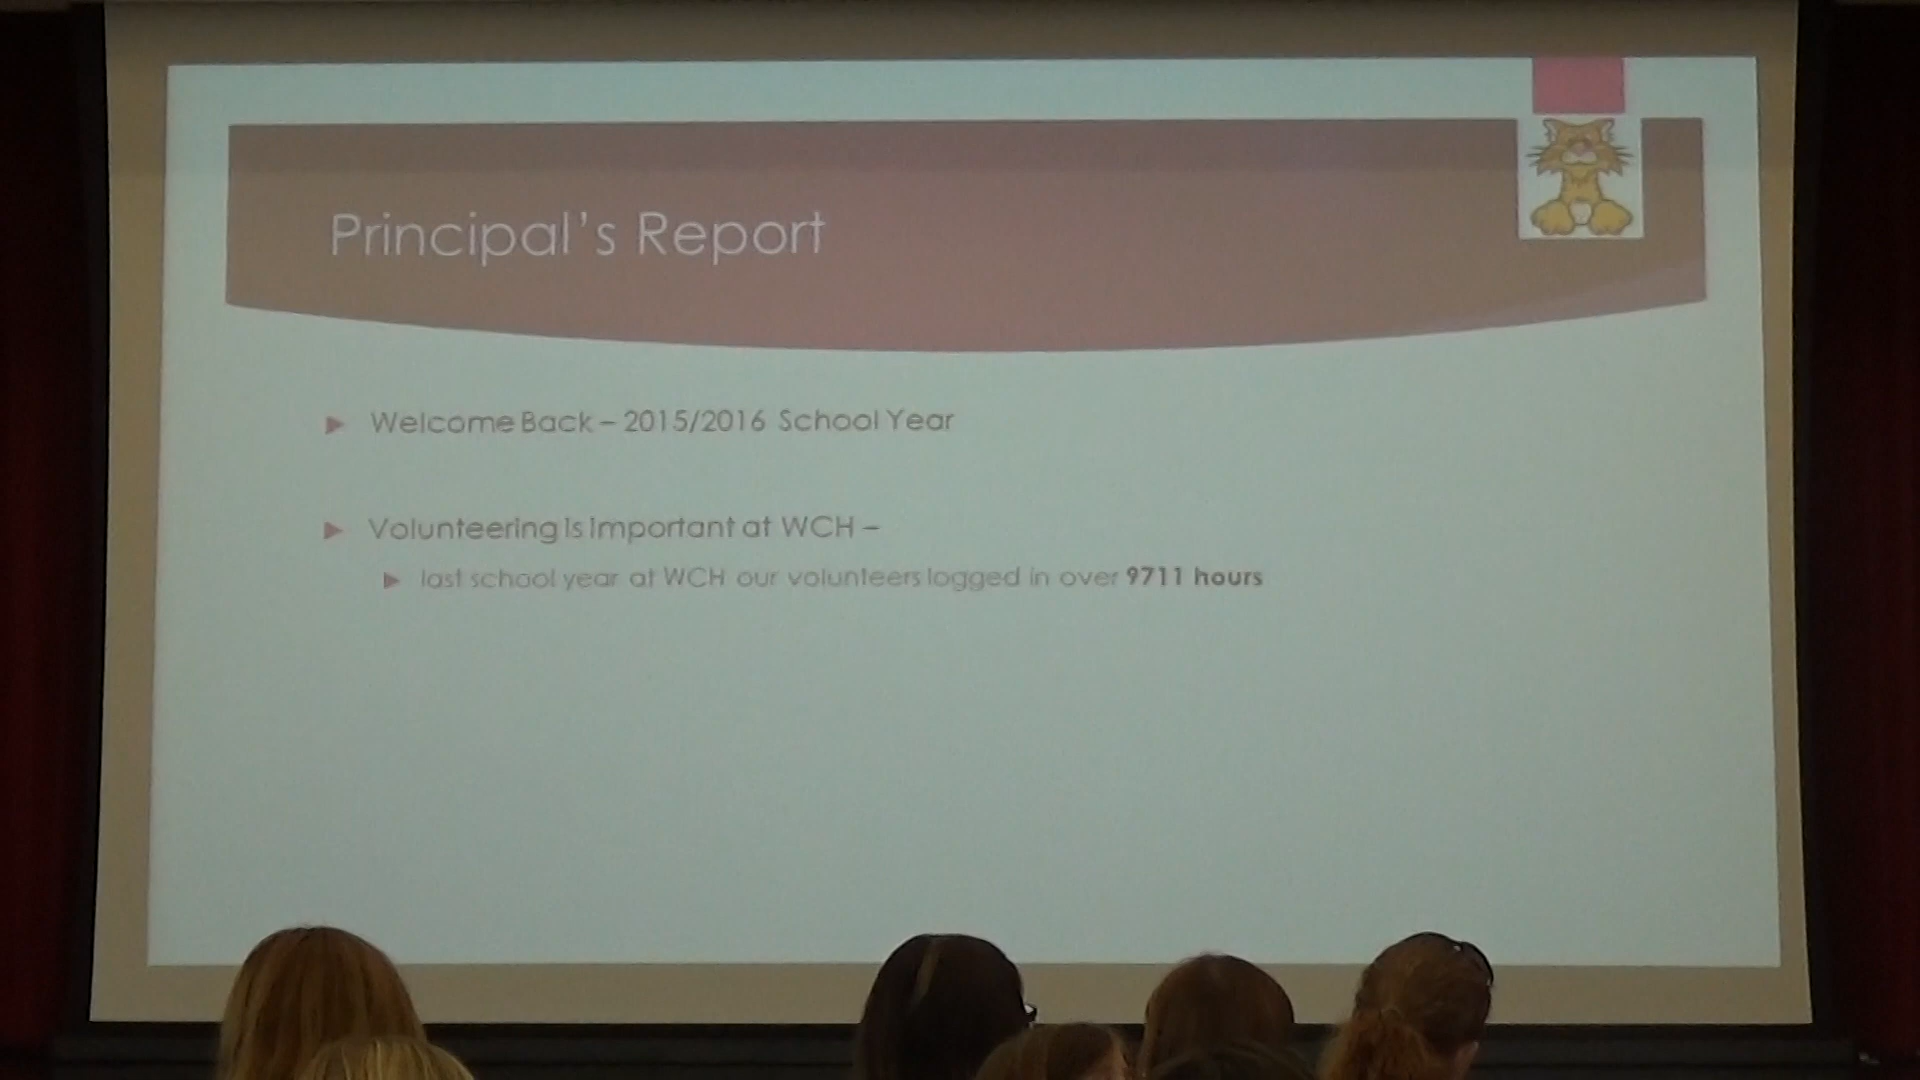 Principal's Report
Welcome Back – 2015/2016 School Year
Volunteering Is Important at WCH –
last school year at WCH our volunteers logged in over 9711 hours